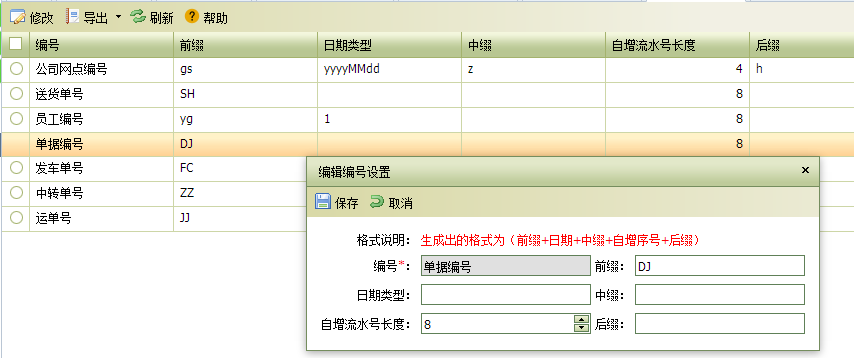 修改 导出 刷新 帮助
编号 前缀 日期类型 中缀 自增流水号长度 后缀
公司网点编号 gs yyyyMMdd z 4 h
送货单号 SH 8
员工编号 yg 1 8
单据编号 DJ 8
发车单号 FC
中转单号 ZZ
运单号 JJ
编辑编号设置 ×
保存 取消
格式说明: 生成出的格式为（前缀+日期+中缀+自增序号+后缀）
编号*: 单据编号 前缀: DJ
日期类型: 中缀:
自增流水号长度: 8 后缀: